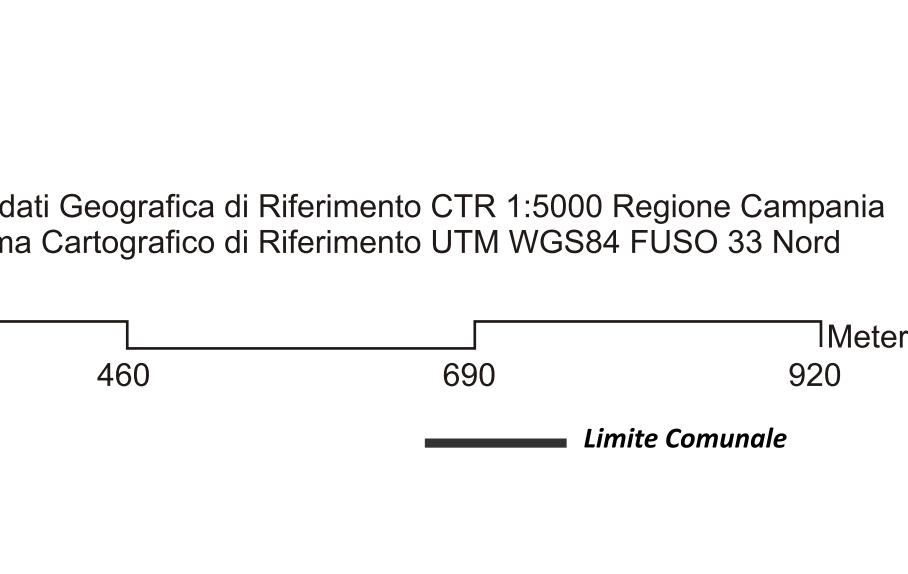 dati Geografica di Riferimento CTR 1:5000 Regione Campania
ma Cartografico di Riferimento UTM WGS84 FUSO 33 Nord
Meter
460 690 920
Limite Comunale